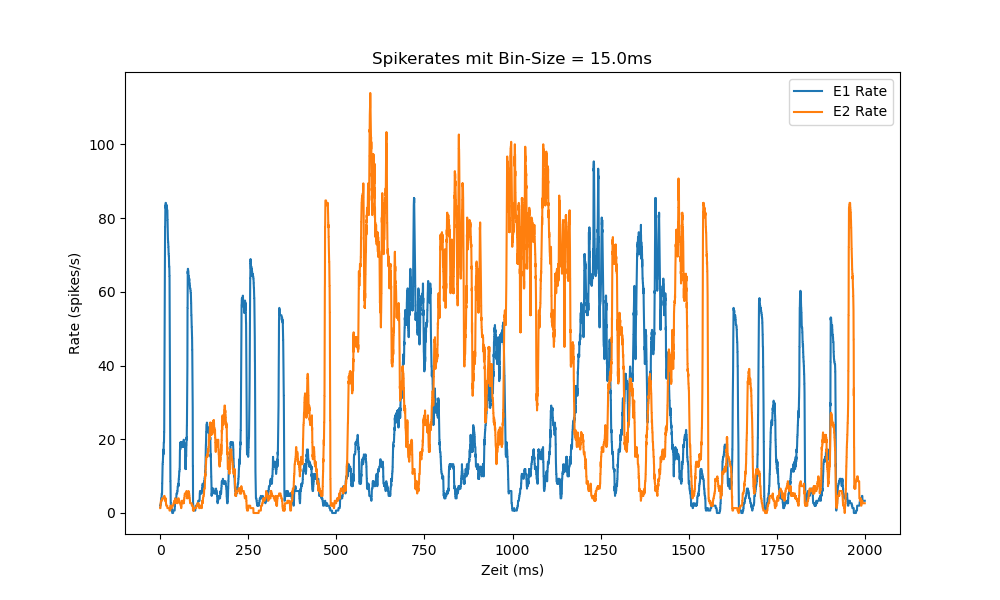 Spikerates mit Bin-Size = 15.0ms
E1 Rate
E2 Rate
Rate (spikes/s)
100
80
60
40
20
0
0 250 500 750 1000 1250 1500 1750 2000
Zeit (ms)